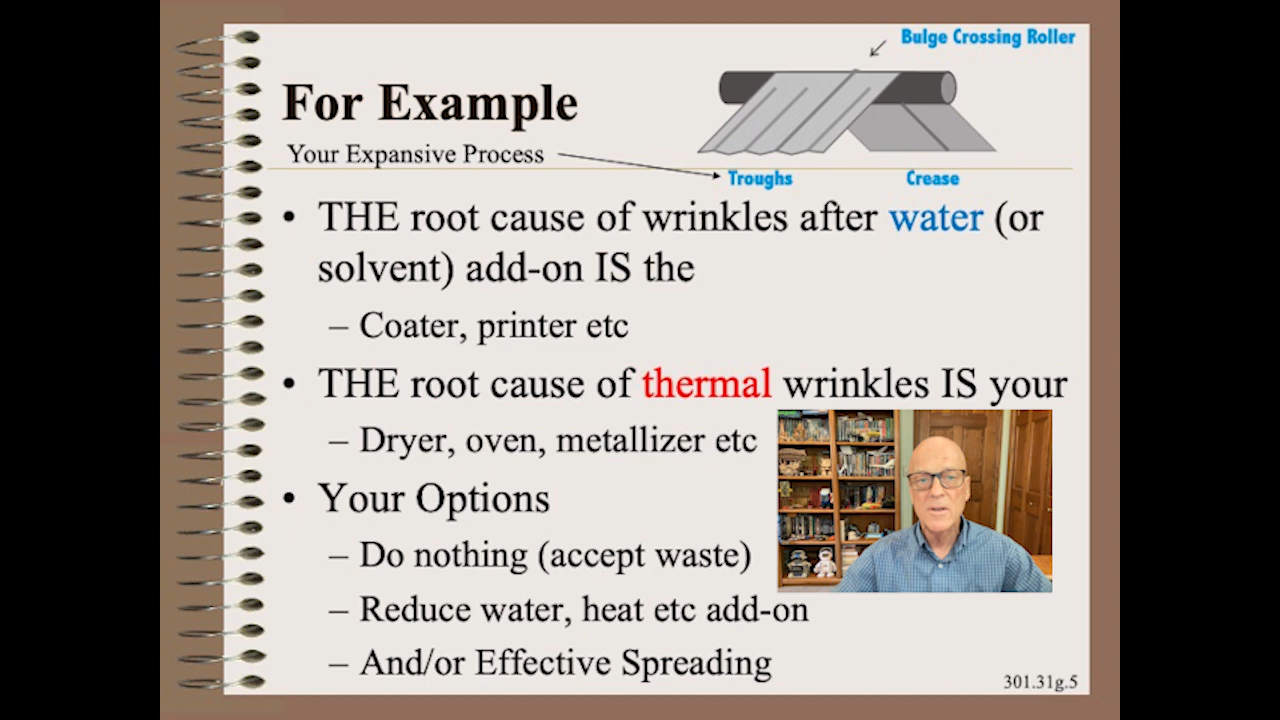 Bulge Crossing Roller
For Example
Your Expansive Process
Troughs
Crease
• THE root cause of wrinkles after water (or
solvent) add-on IS the
– Coater, printer etc
• THE root cause of thermal wrinkles IS your
– Dryer, oven, metallizer etc
• Your Options
– Do nothing (accept waste)
– Reduce water, heat etc add-on
– And/or Effective Spreading
301.31g.5